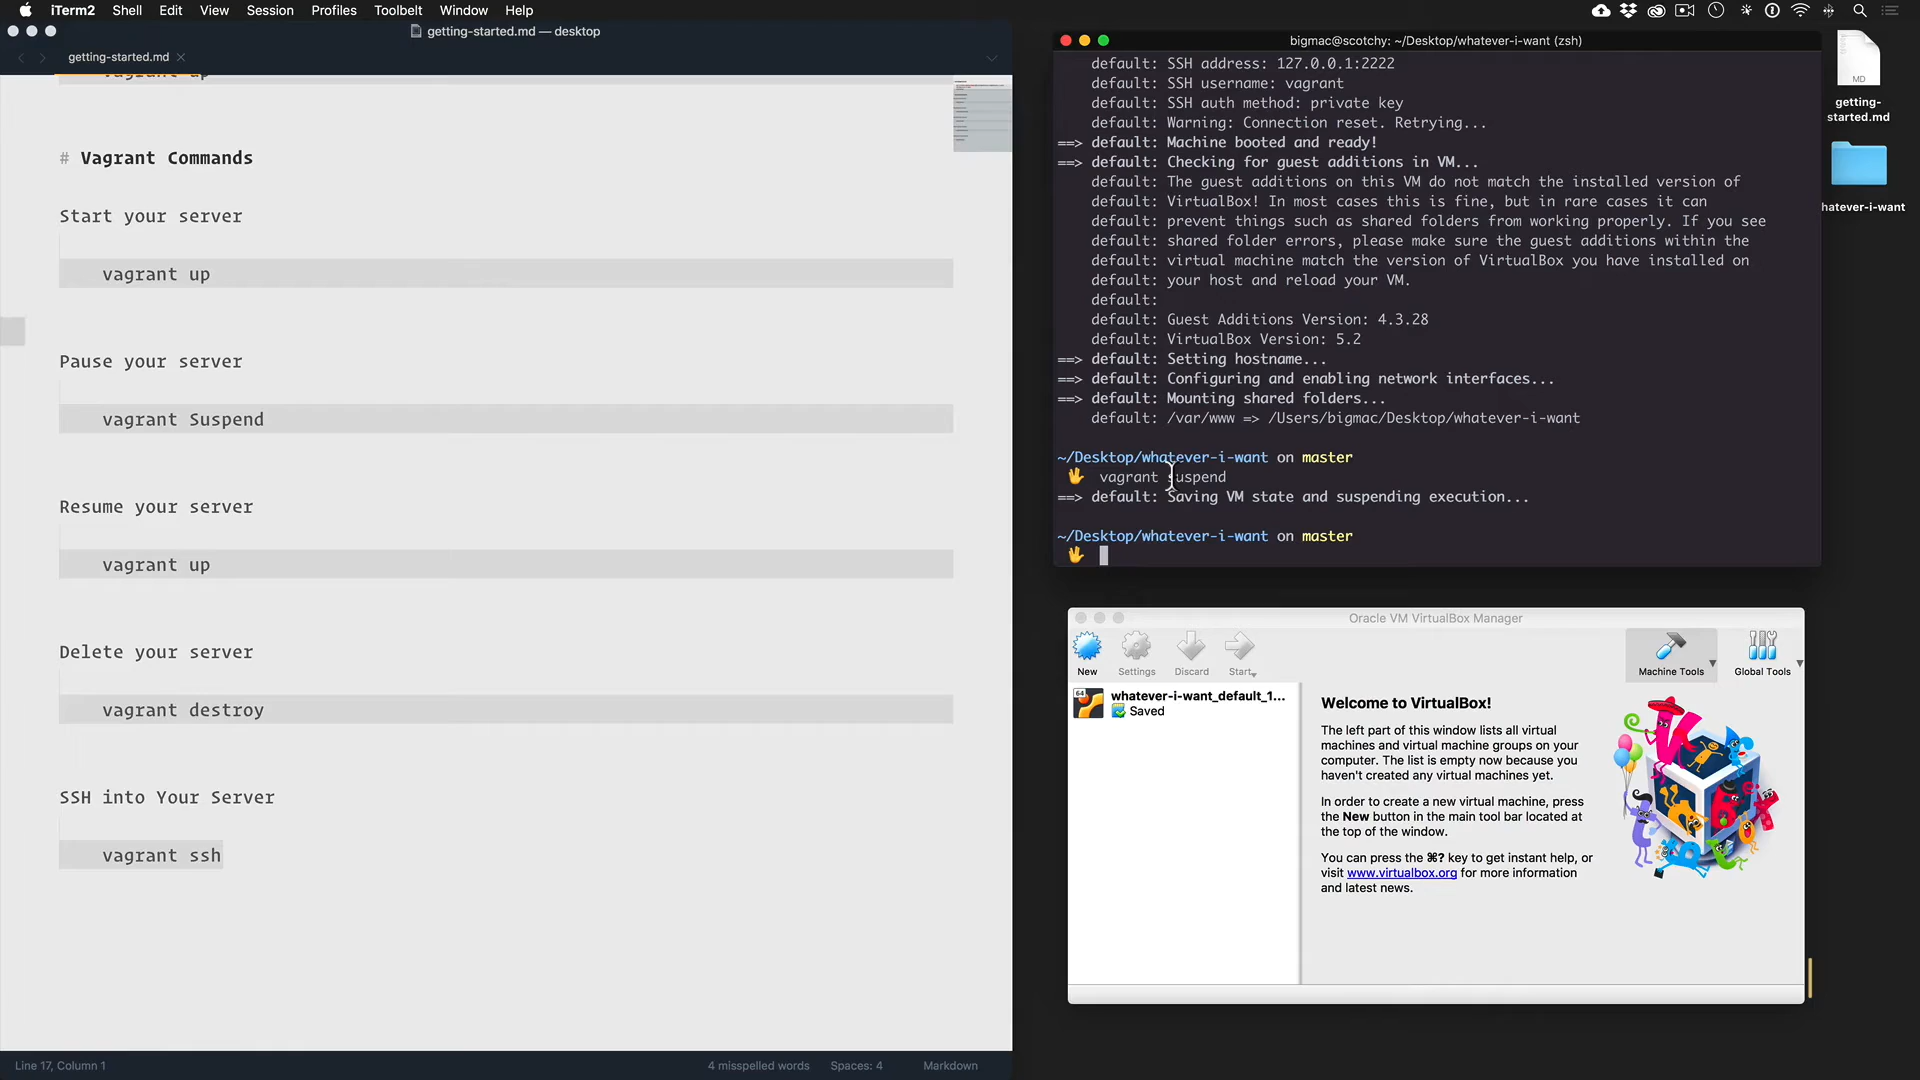 iTerm2 Shell Edit View Session Profiles Toolbelt Window Help
getting-started.md — desktop
getting-started.md
vagrant up
# Vagrant Commands
Start your server
vagrant up
Pause your server
vagrant Suspend
Resume your server
vagrant up
Delete your server
vagrant destroy
SSH into Your Server
vagrant ssh
Line 17, Column 1
4 misspelled words
Spaces: 4
Markdown
bigmac@scotchy: ~/Desktop/whatever-i-want (zsh)
default: SSH address: 127.0.0.1:2222
default: SSH username: vagrant
default: SSH auth method: private key
default: Warning: Connection reset. Retrying...
==> default: Machine booted and ready!
==> default: Checking for guest additions in VM...
default: The guest additions on this VM do not match the installed version of
default: VirtualBox! In most cases this is fine, but in rare cases it can
default: prevent things such as shared folders from working properly. If you see
default: shared folder errors, please make sure the guest additions within the
default: virtual machine match the version of VirtualBox you have installed on
default: your host and reload your VM.
default:
default: Guest Additions Version: 4.3.28
default: VirtualBox Version: 5.2
==> default: Setting hostname...
==> default: Configuring and enabling network interfaces...
==> default: Mounting shared folders...
default: /var/www => /Users/bigmac/Desktop/whatever-i-want
~/Desktop/whatever-i-want on master
🖖 vagrant suspend
==> default: Saving VM state and suspending execution...
~/Desktop/whatever-i-want on master
🖖
MD
getting-
started.md
hatever-i-want
Oracle VM VirtualBox Manager
New
Settings
Discard
Start
Machine Tools
Global Tools
64
whatever-i-want_default_1...
Saved
Welcome to VirtualBox!
The left part of this window lists all virtual
machines and virtual machine groups on your
computer. The list is empty now because you
haven't created any virtual machines yet.
In order to create a new virtual machine, press
the New button in the main tool bar located at
the top of the window.
You can press the ⌘? key to get instant help, or
visit www.virtualbox.org for more information
and latest news.